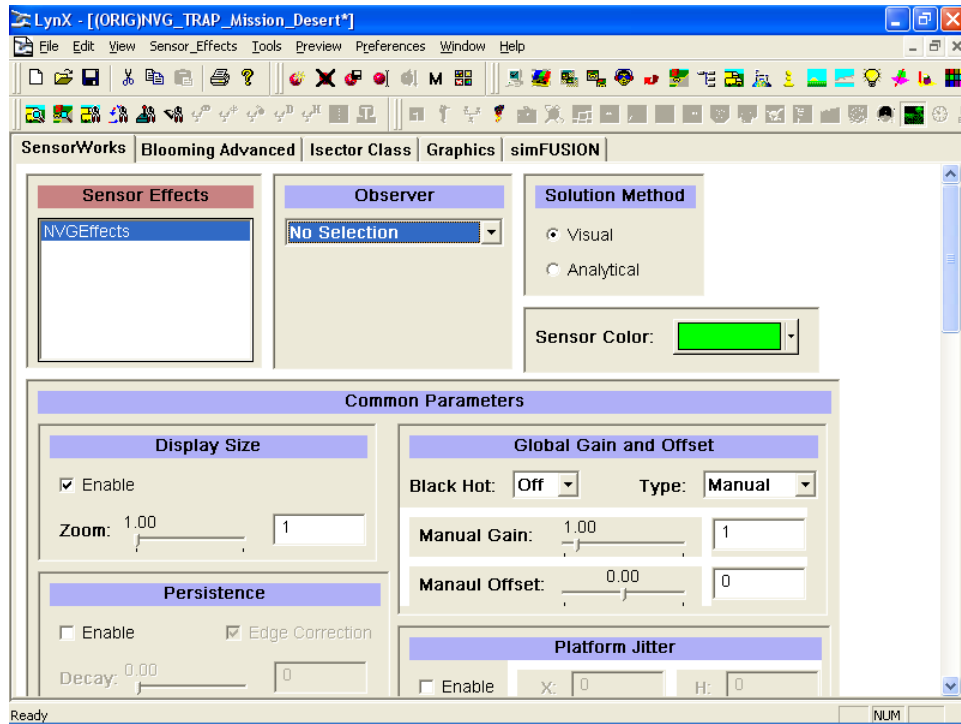 LynX - [(ORIG)NVG_TRAP_Mission_Desert*]
File Edit View Sensor_Effects Tools Preview Preferences Window Help
SensorWorks Blooming Advanced Isector Class Graphics simFUSION
Sensor Effects
NVGEffects
Observer
No Selection
Solution Method
Visual
Analytical
Sensor Color:
Common Parameters
Display Size
Enable
Zoom: 1.00 1
Global Gain and Offset
Black Hot: Off Type: Manual
Manual Gain: 1.00 1
Manaul Offset: 0.00 0
Persistence
Enable Edge Correction
Decay: 0.00 0
Platform Jitter
Enable X: 0 H: 0
Ready NUM